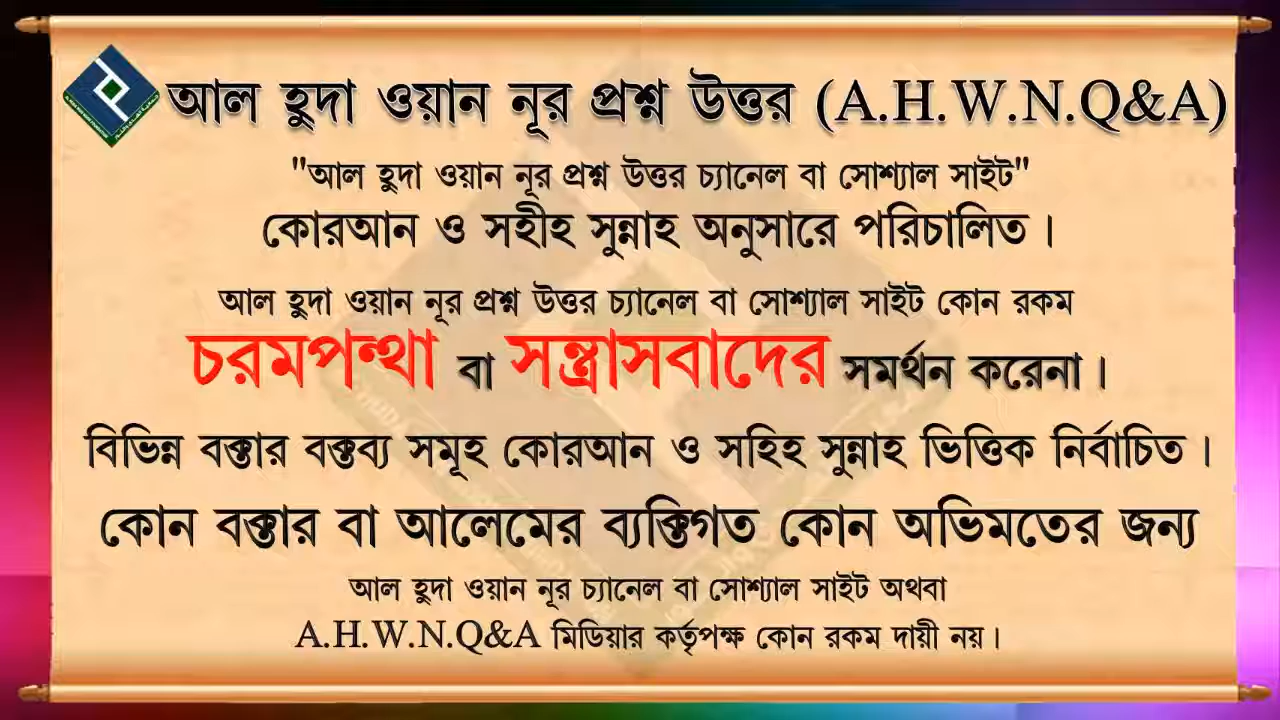 আল হুদা ওয়ান নূর প্রশ্ন উত্তর (A.H.W.N.Q&A)
"আল হুদা ওয়ান নূর প্রশ্ন উত্তর চ্যানেল বা সোশ্যাল সাইট"
কোরআন ও সহীহ সুন্নাহ অনুসারে পরিচালিত।
আল হুদা ওয়ান নূর প্রশ্ন উত্তর চ্যানেল বা সোশ্যাল সাইট কোন রকম
চরমপন্থা বা সন্ত্রাসবাদের সমর্থন করেনা।
বিভিন্ন বক্তার বক্তব্য সমূহ কোরআন ও সহিহ সুন্নাহ ভিত্তিক নির্বাচিত।
কোন বক্তার বা আলেমের ব্যক্তিগত কোন অভিমতের জন্য
আল হুদা ওয়ান নূর চ্যানেল বা সোশ্যাল সাইট অথবা
A.H.W.N.Q&A মিডিয়ার কর্তৃপক্ষ কোন রকম দায়ী নয়।